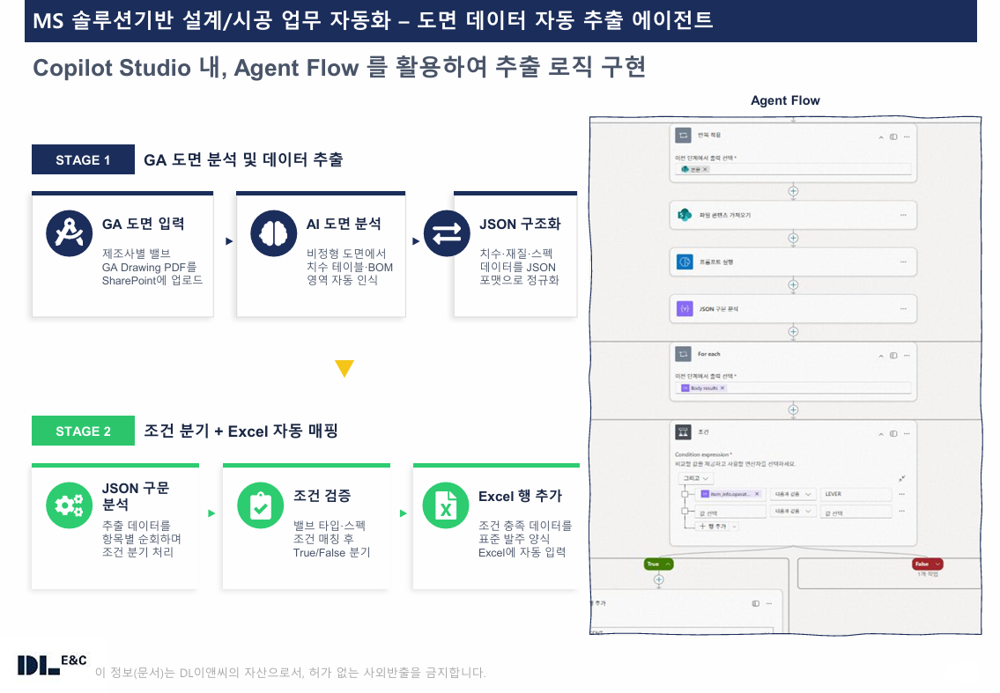 MS 솔루션기반 설계/시공 업무 자동화 – 도면 데이터 자동 추출 에이전트
Copilot Studio 내, Agent Flow 를 활용하여 추출 로직 구현
Agent Flow
STAGE 1
GA 도면 분석 및 데이터 추출
GA 도면 입력
제조사별 밸브
GA Drawing PDF를
SharePoint에 업로드
AI 도면 분석
비정형 도면에서
치수 테이블·BOM
영역 자동 인식
JSON 구조화
치수·재질·스펙
데이터를 JSON
포맷으로 정규화
STAGE 2
조건 분기 + Excel 자동 매핑
JSON 구문
분석
추출 데이터를
항목별 순회하며
조건 분기 처리
조건 검증
밸브 타입·스펙
조건 매칭 후
True/False 분기
Excel 행 추가
조건 충족 데이터를
표준 발주 양식
Excel에 자동 입력
반복 적용
이전 단계에서 출력 선택 *
본문
파일 콘텐츠 가져오기
프롬프트 실행
JSON 구문 분석
For each
이전 단계에서 출력 선택 *
Body results
조건
Condition expression *
비교할 값을 제공하고 사용할 연산자를 선택하세요.
그리고
item_info.operat...
다음과 같음
LEVER
값 선택
다음과 같음
값 선택
행 추가
True
False
1개 작업
행 추가
DL E&C
이 정보(문서)는 DL이앤씨의 자산으로서, 허가 없는 사외반출을 금지합니다.